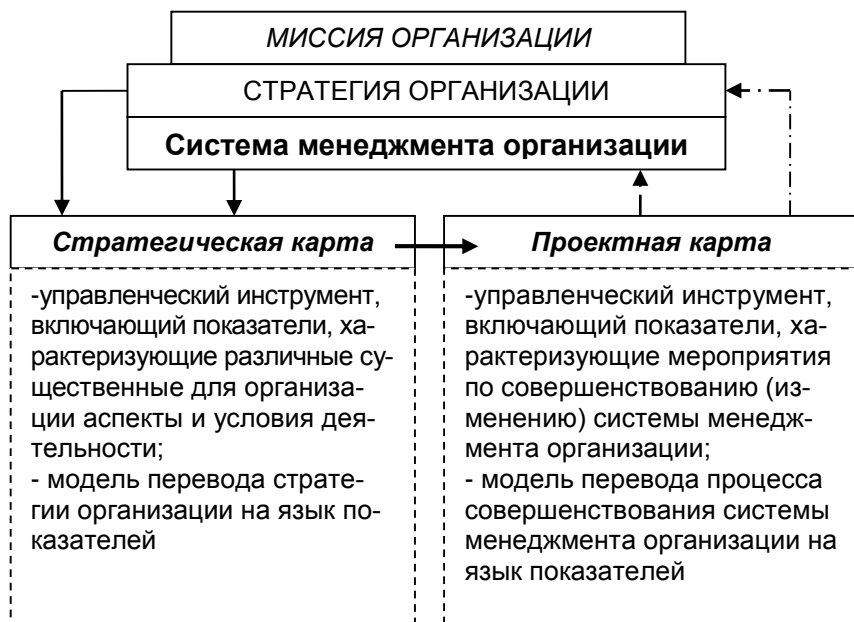 МИССИЯ ОРГАНИЗАЦИИ
СТРАТЕГИЯ ОРГАНИЗАЦИИ
Система менеджмента организации
Стратегическая карта
-управленческий инструмент,
включающий показатели, ха-
рактеризующие различные су-
щественные для организа-
ции аспекты и условия дея-
тельности;
- модель перевода страте-
гии организации на язык по-
казателей
Проектная карта
-управленческий инструмент,
включающий показатели, ха-
рактеризующие мероприятия
по совершенствованию (из-
менению) системы менедж-
мента организации;
- модель перевода процесса
совершенствования системы
менеджмента организации на
язык показателей